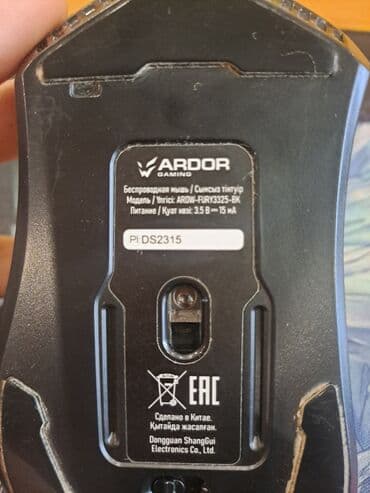 ARDOR
GAMING
Беспроводная мышь / Сымсыз тінтуір
Модель / Үлгісі: ARDW-FURY3325-BK
Питание / Қуат көзі: 3.5 В ⎓ 15 мА
PI:DS2315
EAC
Сделано в Китае.
Қытайда жасалған.
Dongguan ShangGui
Electronics Co., Ltd.